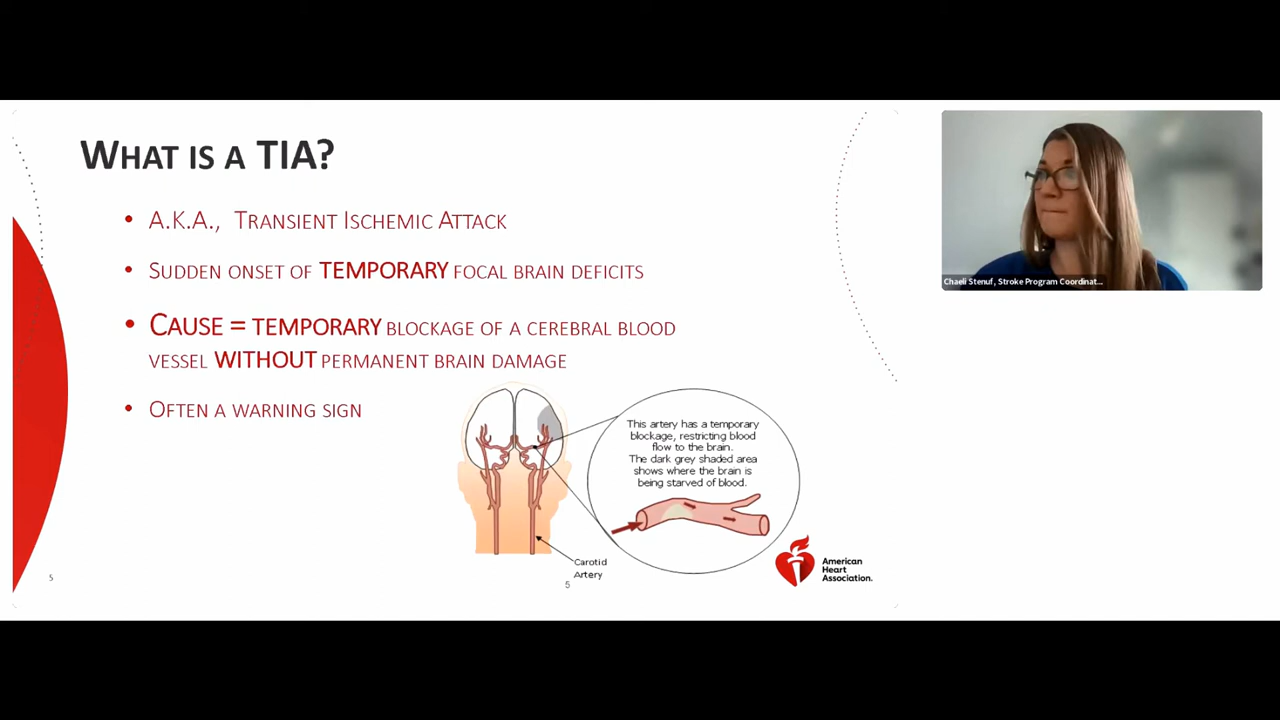 WHAT IS A TIA?
• A.K.A., TRANSIENT ISCHEMIC ATTACK
• SUDDEN ONSET OF TEMPORARY FOCAL BRAIN DEFICITS
• CAUSE = TEMPORARY BLOCKAGE OF A CEREBRAL BLOOD
VESSEL WITHOUT PERMANENT BRAIN DAMAGE
• OFTEN A WARNING SIGN
This artery has a temporary
blockage, restricting blood
flow to the brain.
The dark grey shaded area
shows where the brain is
being starved of blood.
Carotid
Artery
5
5
American
Heart
Association.
Chaeli Stenuf, Stroke Program Coordinat...